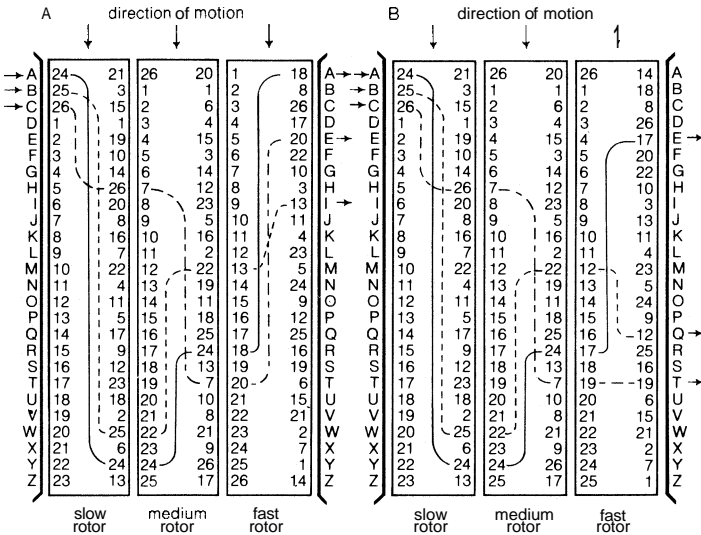 A direction of motion B direction of motion
A 24 21 26 20 1 18 A A 24 21 26 20 26 14 A
B 25 3 1 1 2 8 B B 25 3 1 1 1 18 B
C 26 15 2 6 3 26 C C 26 15 2 6 2 8 C
D 1 1 3 4 4 17 D D 1 1 3 4 3 26 D
E 2 19 4 15 5 20 E E 2 19 4 15 4 17 E
F 3 10 5 3 6 22 F F 3 10 5 3 5 20 F
G 4 14 6 14 7 10 G G 4 14 6 14 6 22 G
H 5 26 7 12 8 3 H H 5 26 7 12 7 10 H
I 6 20 8 23 9 13 I I 6 20 8 23 8 3 I
J 7 8 9 5 10 11 J J 7 8 9 5 9 13 J
K 8 16 10 16 11 4 K K 8 16 10 16 10 11 K
L 9 7 11 2 12 23 L L 9 7 11 2 11 4 L
M 10 22 12 22 13 5 M M 10 22 12 22 12 23 M
N 11 4 13 19 14 24 N N 11 4 13 19 13 5 N
O 12 11 14 11 15 9 O O 12 11 14 11 14 24 O
P 13 5 15 18 16 12 P P 13 5 15 18 15 9 P
Q 14 17 16 25 17 25 Q Q 14 17 16 25 16 12 Q
R 15 9 17 24 18 16 R R 15 9 17 24 17 25 R
S 16 12 18 13 19 19 S S 16 12 18 13 18 16 S
T 17 23 19 7 20 6 T T 17 23 19 7 19 19 T
U 18 18 20 10 21 15 U U 18 18 20 10 20 6 U
V 19 2 21 8 22 21 V V 19 2 21 8 21 15 V
W 20 25 22 21 23 2 W W 20 25 22 21 22 21 W
X 21 6 23 9 24 7 X X 21 6 23 9 23 2 X
Y 22 24 24 26 25 1 Y Y 22 24 24 26 24 7 Y
Z 23 13 25 17 26 14 Z Z 23 13 25 17 25 1 Z
slow medium fast slow medium fast
rotor rotor rotor rotor rotor rotor